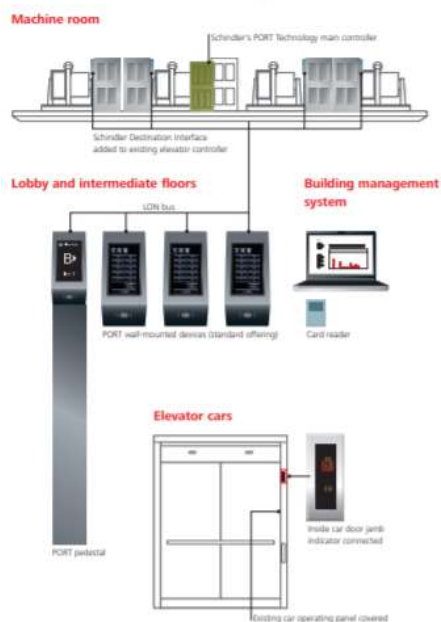 Machine room
Schindler's PORT Technology main controller
Schindler Destination Interface
added to existing elevator controller
Lobby and intermediate floors
Building management
system
LON bus
PORT wall-mounted devices (standard offering)
Card reader
Elevator cars
Inside car door jamb
indicator connected
PORT pedestal
Existing car operating panel covered